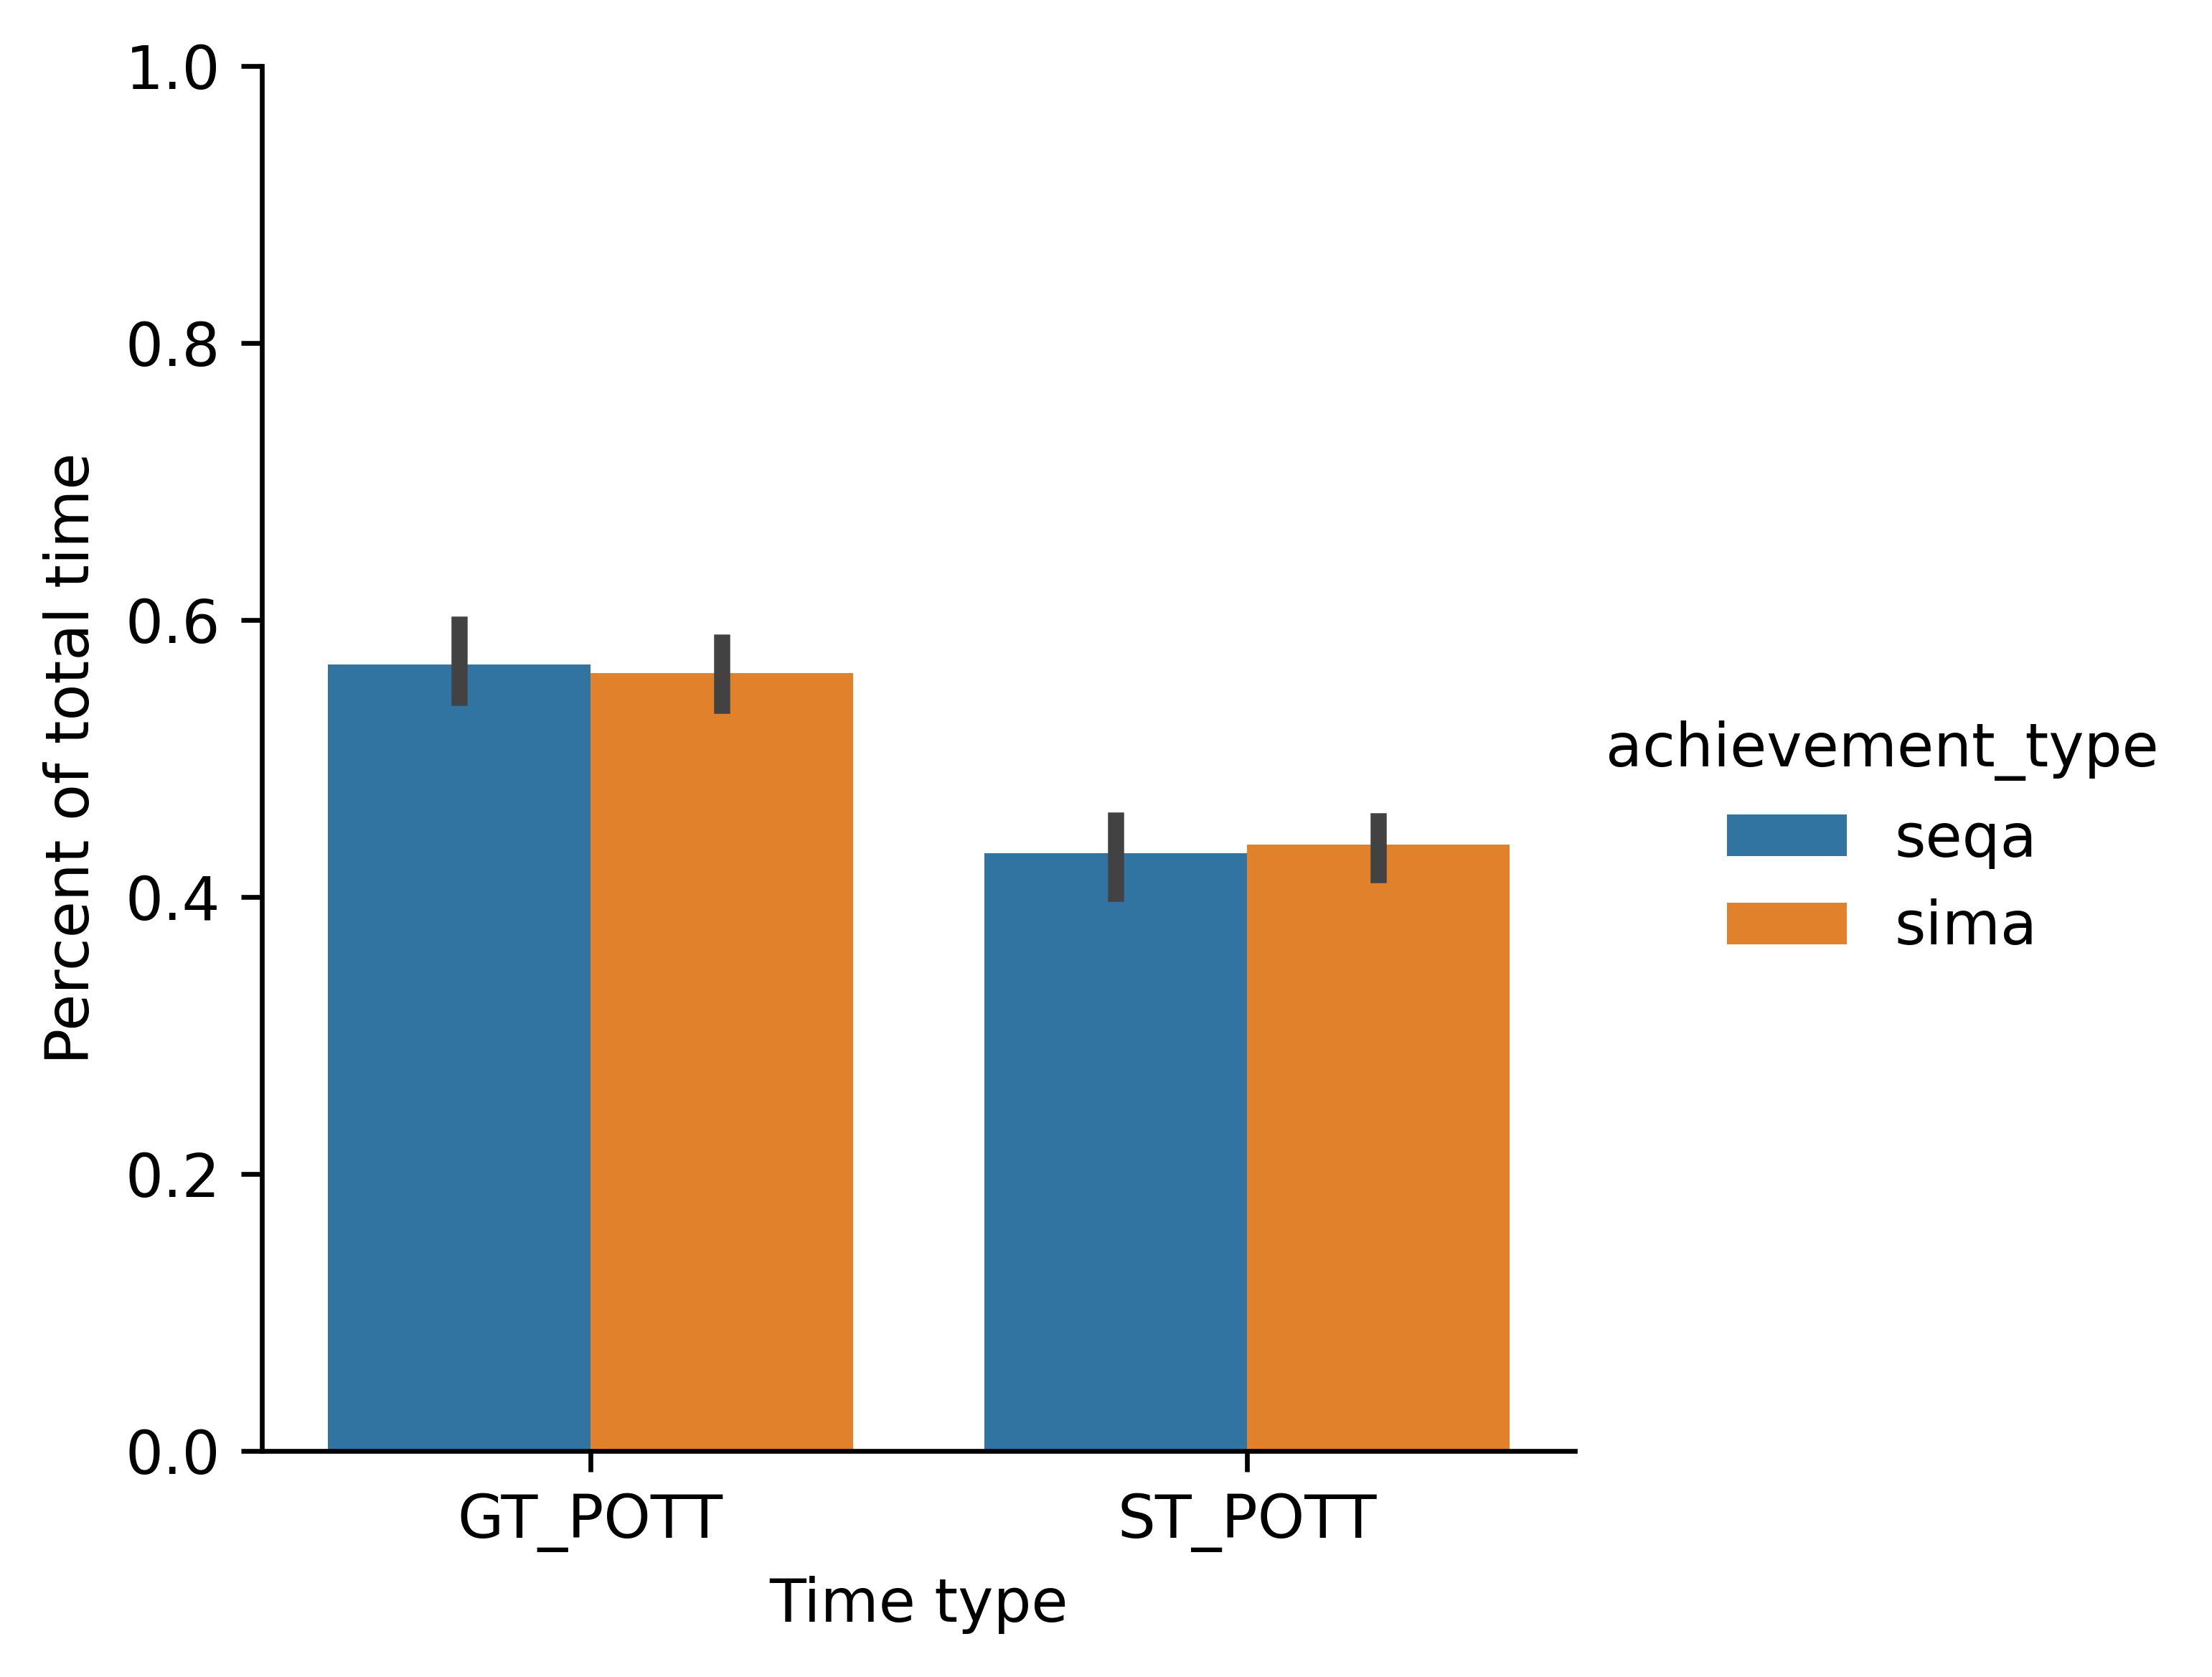 1.0
0.8
0.6
0.4
0.2
0.0
Percent of total time
GT_POTT
ST_POTT
Time type
achievement_type
seqa
sima